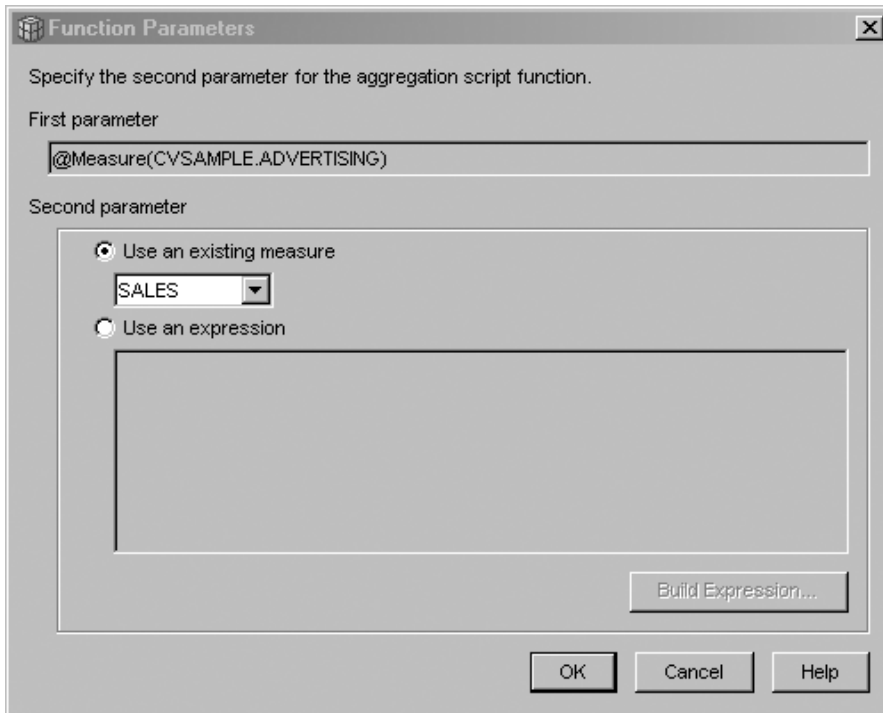 Function Parameters
Specify the second parameter for the aggregation script function.
First parameter
@Measure(CVSAMPLE.ADVERTISING)
Second parameter
Use an existing measure
SALES
Use an expression
Build Expression...
OK Cancel Help